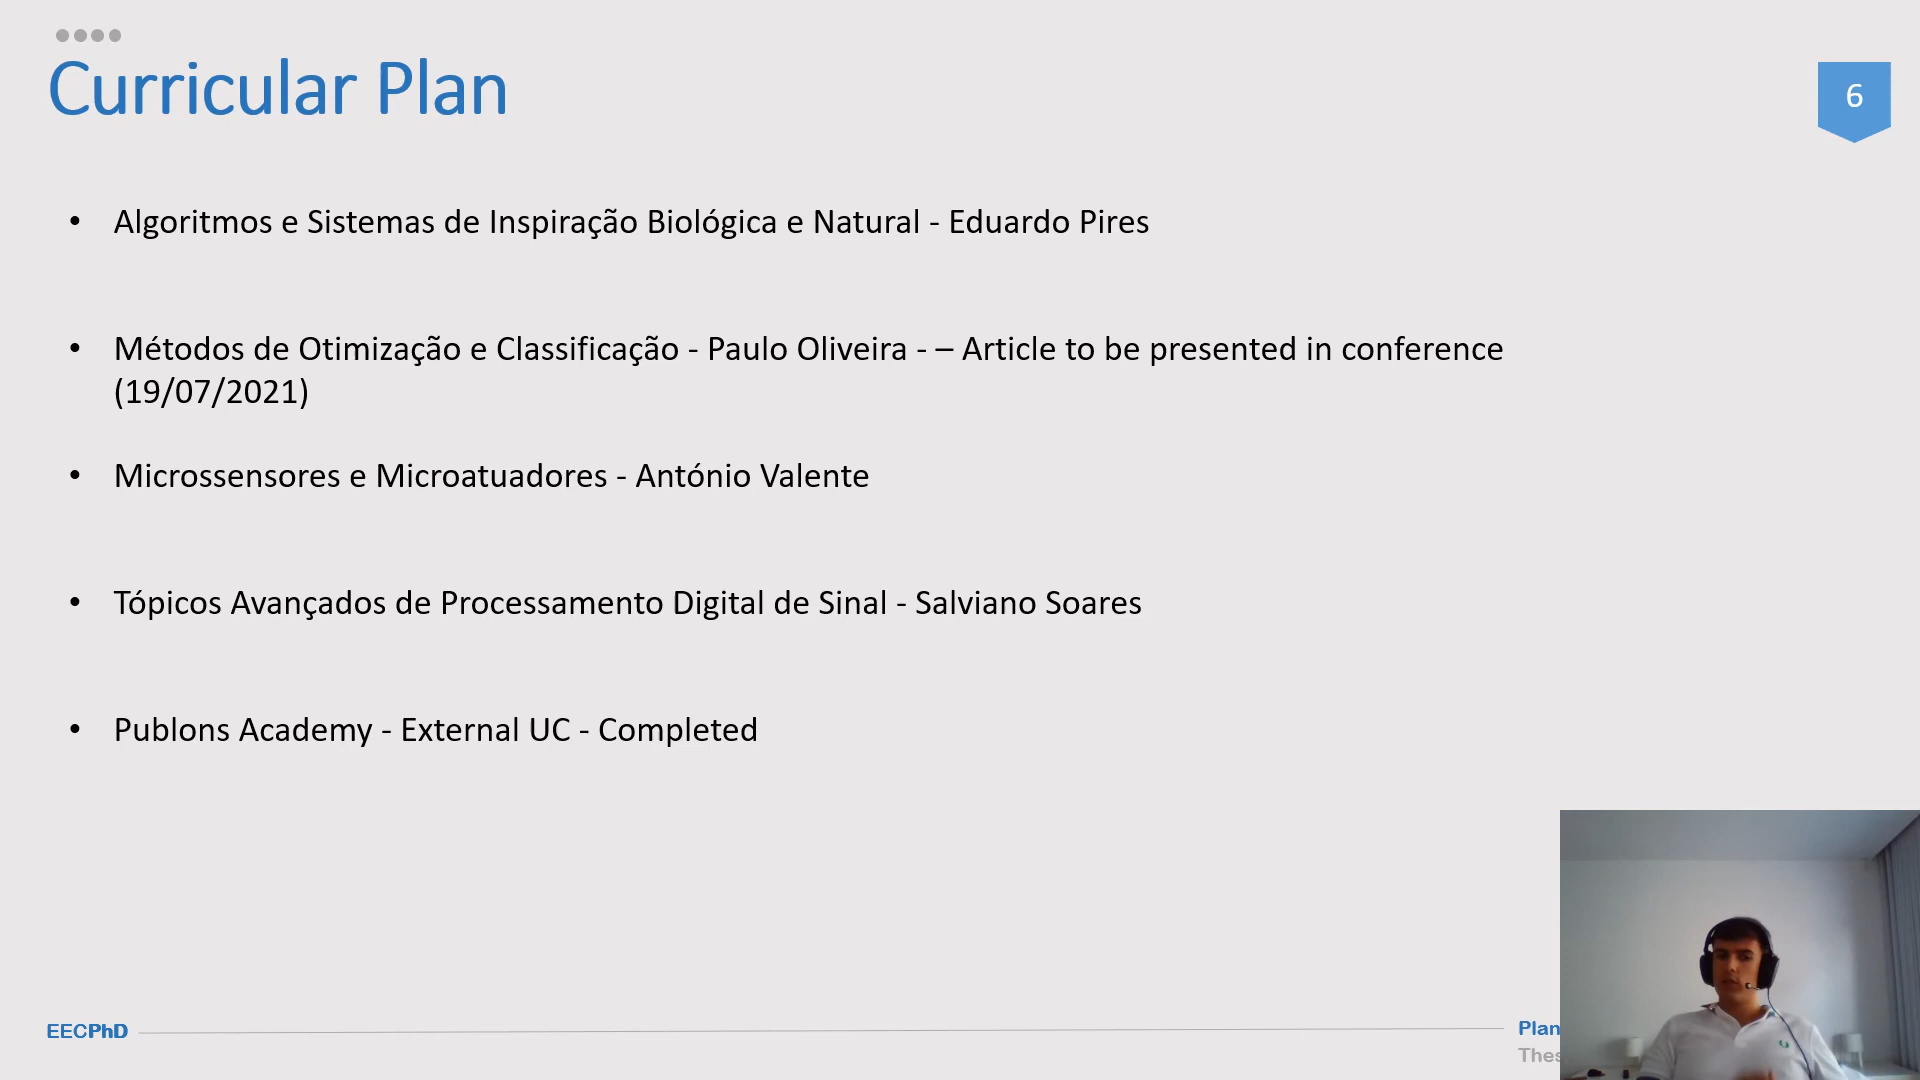 Curricular Plan
6
• Algoritmos e Sistemas de Inspiração Biológica e Natural - Eduardo Pires
• Métodos de Otimização e Classificação - Paulo Oliveira - – Article to be presented in conference
(19/07/2021)
• Microssensores e Microatuadores - António Valente
• Tópicos Avançados de Processamento Digital de Sinal - Salviano Soares
• Publons Academy - External UC - Completed
EECPhD
Plan
Thes